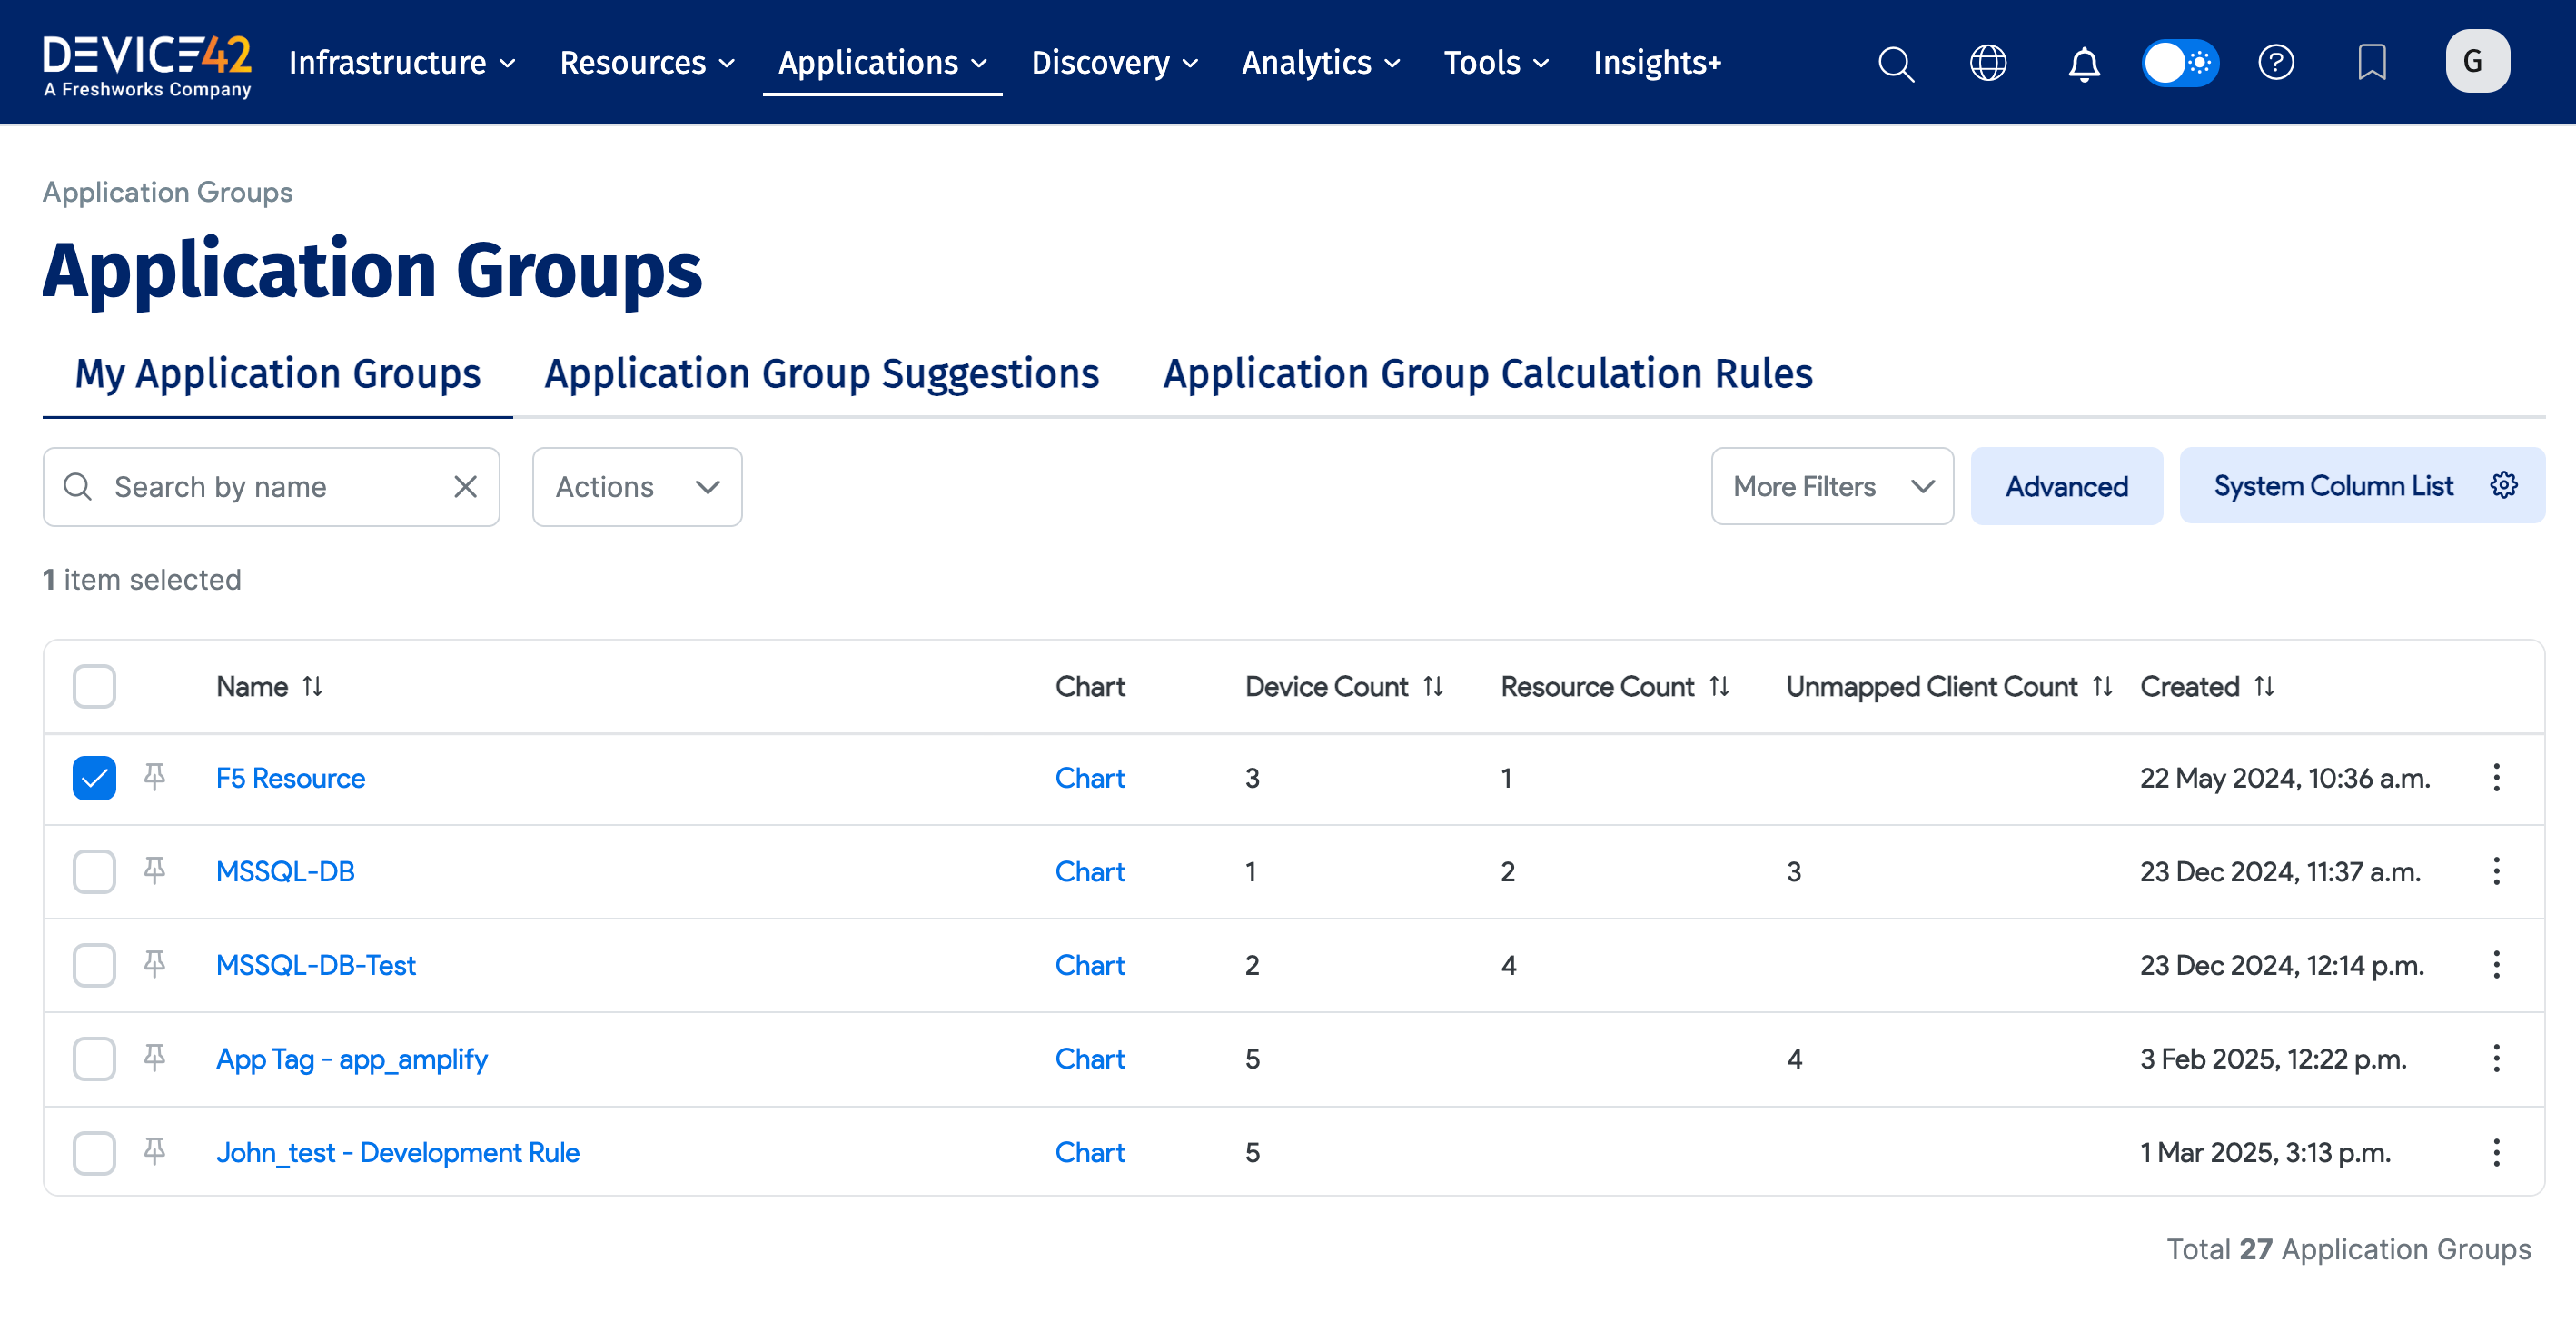 DEVICE42
A Freshworks Company
Infrastructure Resources Applications Discovery Analytics Tools Insights+
G
Application Groups
Application Groups
My Application Groups Application Group Suggestions Application Group Calculation Rules
Search by name Actions More Filters Advanced System Column List
1 item selected
Name Chart Device Count Resource Count Unmapped Client Count Created
F5 Resource Chart 3 1 22 May 2024, 10:36 a.m.
MSSQL-DB Chart 1 2 3 23 Dec 2024, 11:37 a.m.
MSSQL-DB-Test Chart 2 4 23 Dec 2024, 12:14 p.m.
App Tag - app_amplify Chart 5 4 3 Feb 2025, 12:22 p.m.
John_test - Development Rule Chart 5 1 Mar 2025, 3:13 p.m.
Total 27 Application Groups